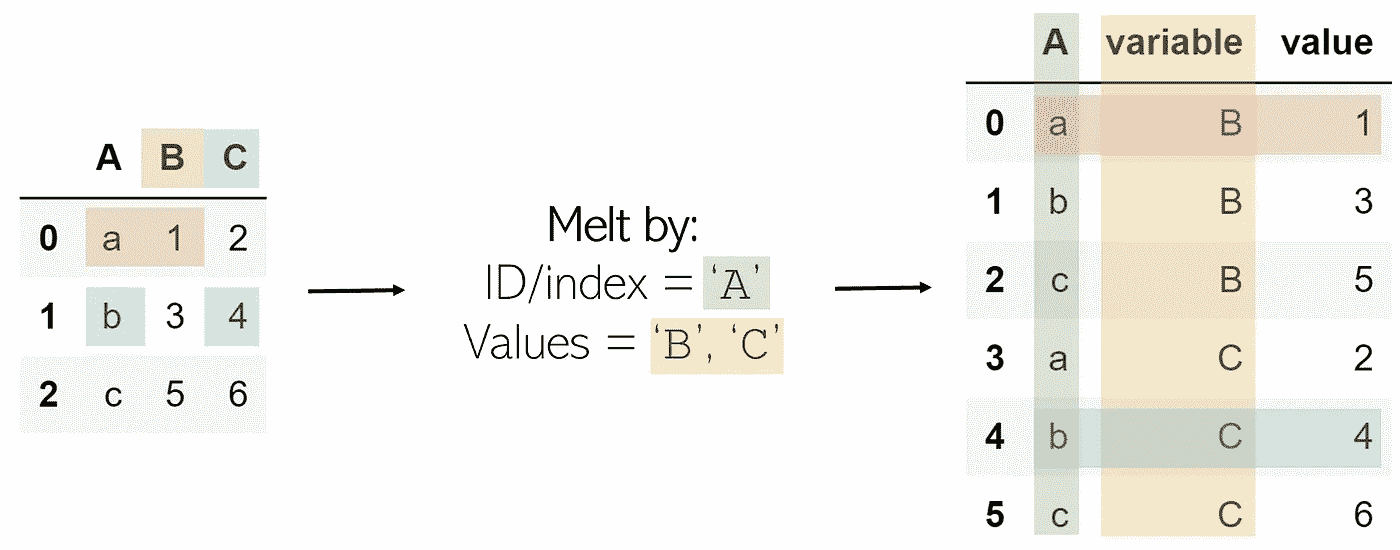 A B C
0 a 1 2
1 b 3 4
2 c 5 6
Melt by:
ID/index = ‘A’
Values = ‘B’, ‘C’
A variable value
0 a B 1
1 b B 3
2 c B 5
3 a C 2
4 b C 4
5 c C 6